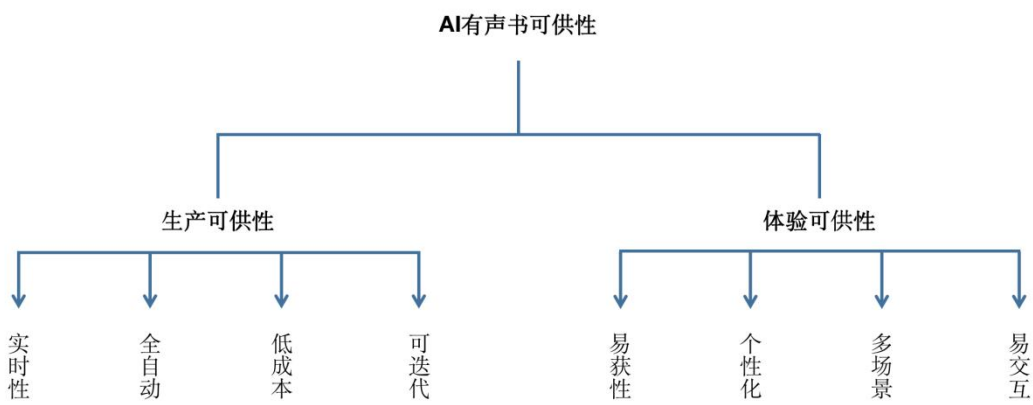 AI有声书可供性
生产可供性
体验可供性
实时性
全自动
低成本
可迭代
易获性
个性化
多场景
易交互